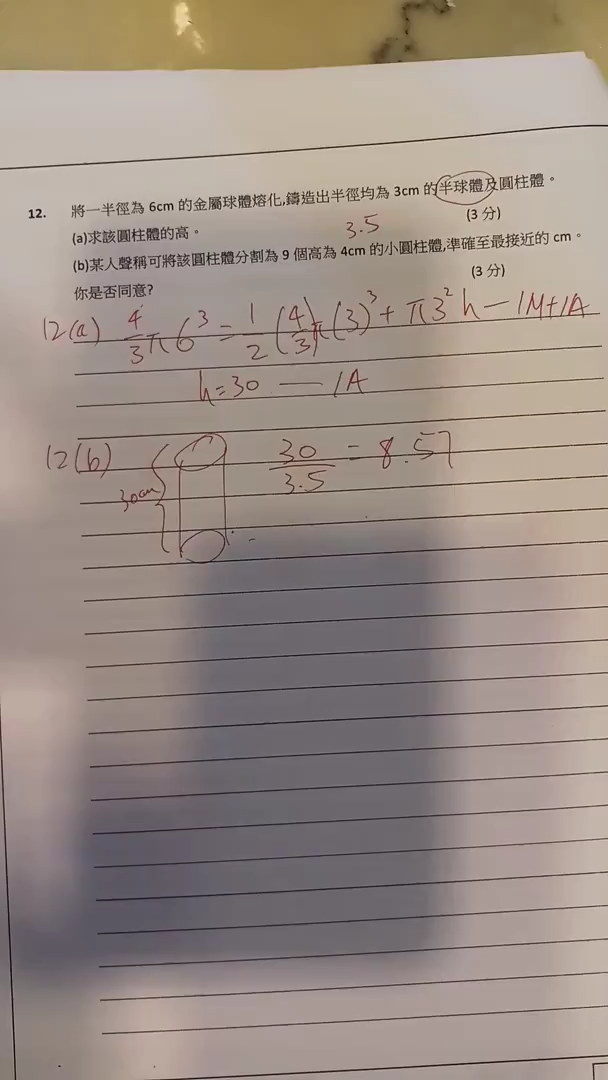 12. 將一半徑為 6cm 的金屬球體熔化,鑄造出半徑均為 3cm 的半球體及圓柱體。
(a)求該圓柱體的高。 (3 分)
3.5
(b)某人聲稱可將該圓柱體分割為 9 個高為 4cm 的小圓柱體,準確至最接近的 cm。
你是否同意? (3 分)
12(a) 4/3 π 6³ = 1/2 (4/3)π(3)³ + π3²h — 1M+1A
h=30 — 1A
12(b) 30/3.5 = 8.57
30cm